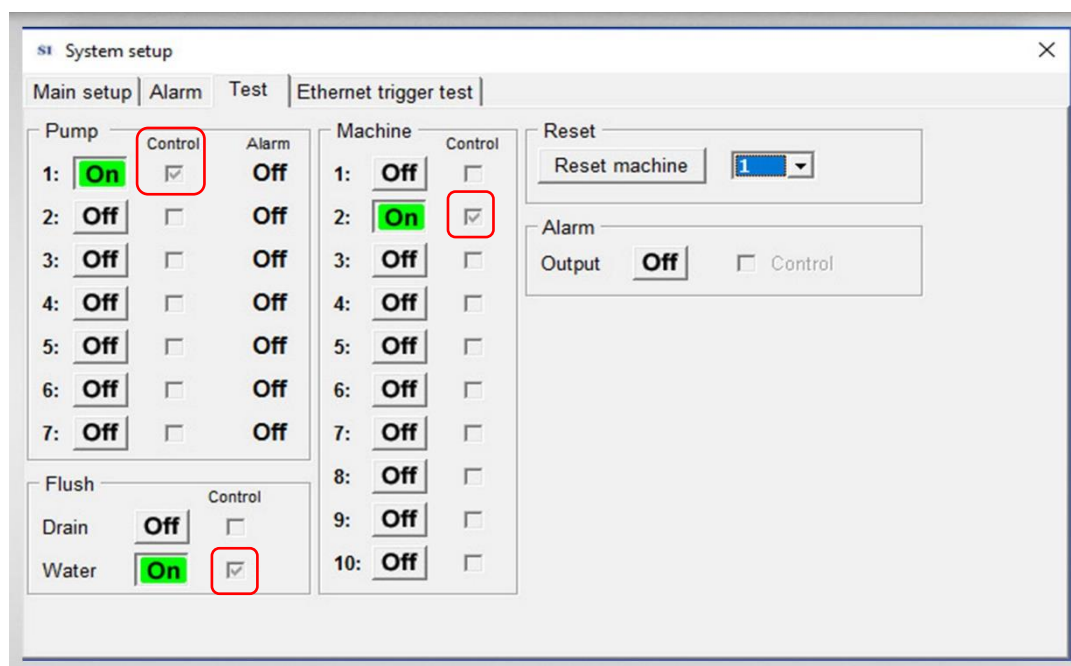 SI System setup
Main setup Alarm Test Ethernet trigger test
Pump
Control Alarm
1: On Off
2: Off Off
3: Off Off
4: Off Off
5: Off Off
6: Off Off
7: Off Off
Flush
Control
Drain Off
Water On
Machine
Control
1: Off
2: On
3: Off
4: Off
5: Off
6: Off
7: Off
8: Off
9: Off
10: Off
Reset
Reset machine 1
Alarm
Output Off Control